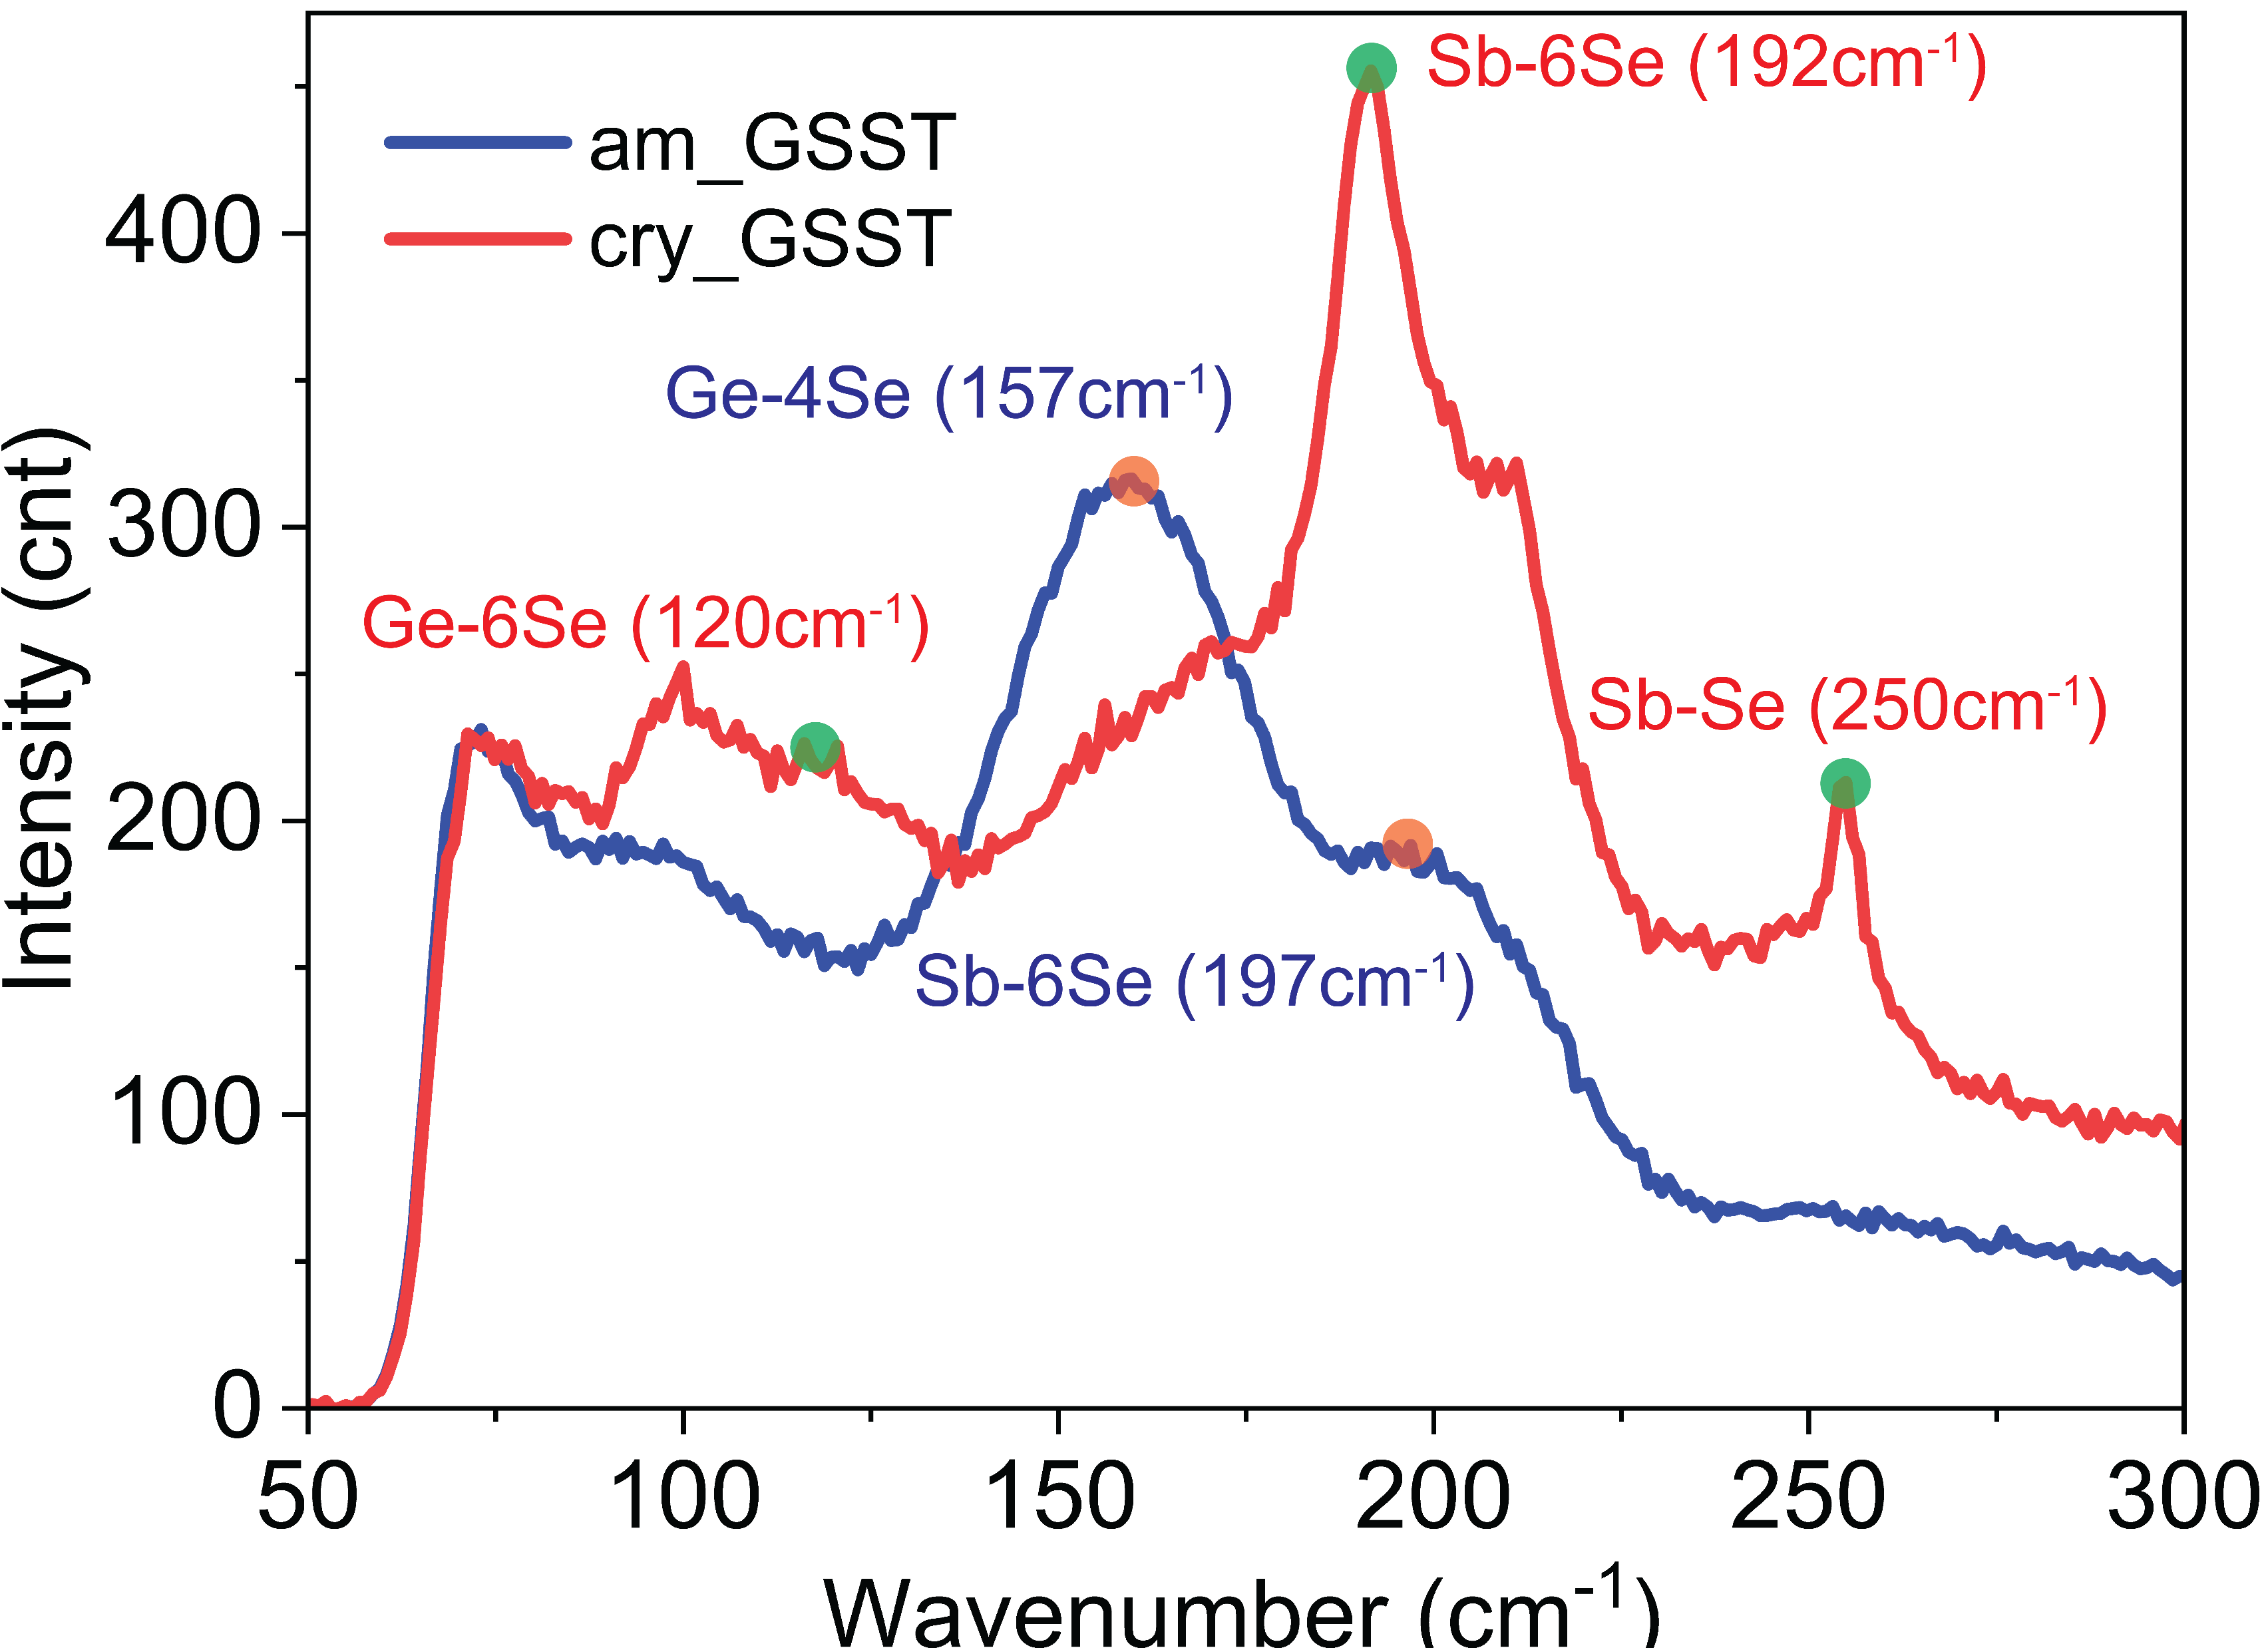 Sb-6Se (192cm⁻¹)
am_GSST
cry_GSST
400
Ge-4Se (157cm⁻¹)
300
Ge-6Se (120cm⁻¹)
Sb-Se (250cm⁻¹)
200
Sb-6Se (197cm⁻¹)
100
0
Intensity (cnt)
50 100 150 200 250 300
Wavenumber (cm⁻¹)